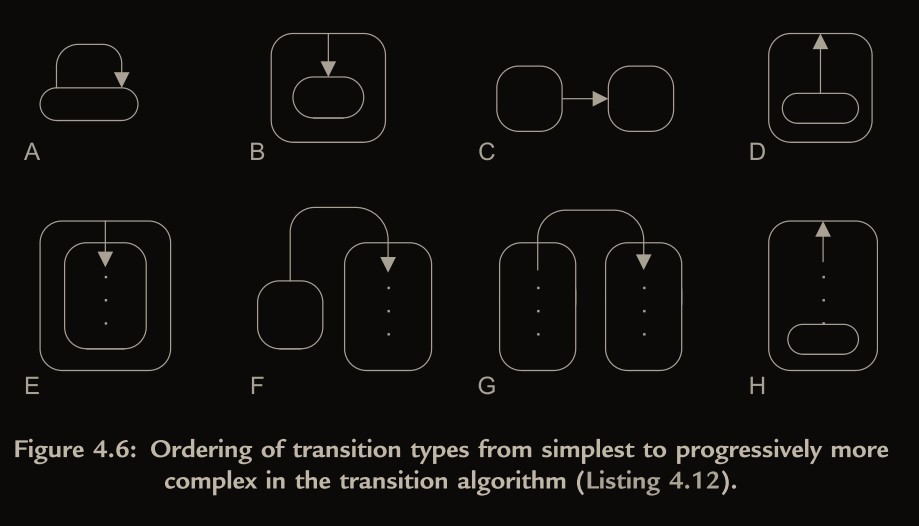 A
B
C
D
E
F
G
H
Figure 4.6: Ordering of transition types from simplest to progressively more
complex in the transition algorithm (Listing 4.12).